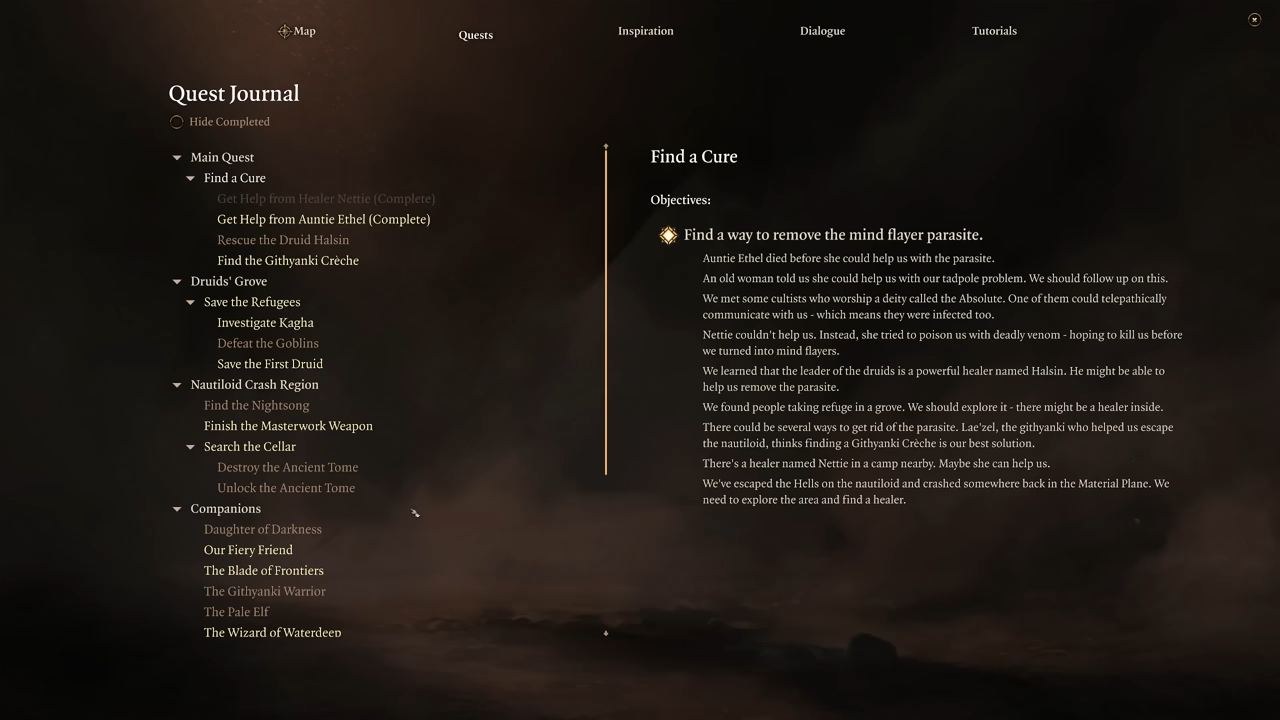 Map
Quests
Inspiration
Dialogue
Tutorials
Quest Journal
Hide Completed
Main Quest
Find a Cure
Get Help from Healer Nettie (Complete)
Get Help from Auntie Ethel (Complete)
Rescue the Druid Halsin
Find the Githyanki Crèche
Druids' Grove
Save the Refugees
Investigate Kagha
Defeat the Goblins
Save the First Druid
Nautiloid Crash Region
Find the Nightsong
Finish the Masterwork Weapon
Search the Cellar
Destroy the Ancient Tome
Unlock the Ancient Tome
Companions
Daughter of Darkness
Our Fiery Friend
The Blade of Frontiers
The Githyanki Warrior
The Pale Elf
The Wizard of Waterdeep
Find a Cure
Objectives:
Find a way to remove the mind flayer parasite.
Auntie Ethel died before she could help us with the parasite.
An old woman told us she could help us with our tadpole problem. We should follow up on this.
We met some cultists who worship a deity called the Absolute. One of them could telepathically
communicate with us - which means they were infected too.
Nettie couldn't help us. Instead, she tried to poison us with deadly venom - hoping to kill us before
we turned into mind flayers.
We learned that the leader of the druids is a powerful healer named Halsin. He might be able to
help us remove the parasite.
We found people taking refuge in a grove. We should explore it - there might be a healer inside.
There could be several ways to get rid of the parasite. Lae'zel, the githyanki who helped us escape
the nautiloid, thinks finding a Githyanki Crèche is our best solution.
There's a healer named Nettie in a camp nearby. Maybe she can help us.
We've escaped the Hells on the nautiloid and crashed somewhere back in the Material Plane. We
need to explore the area and find a healer.